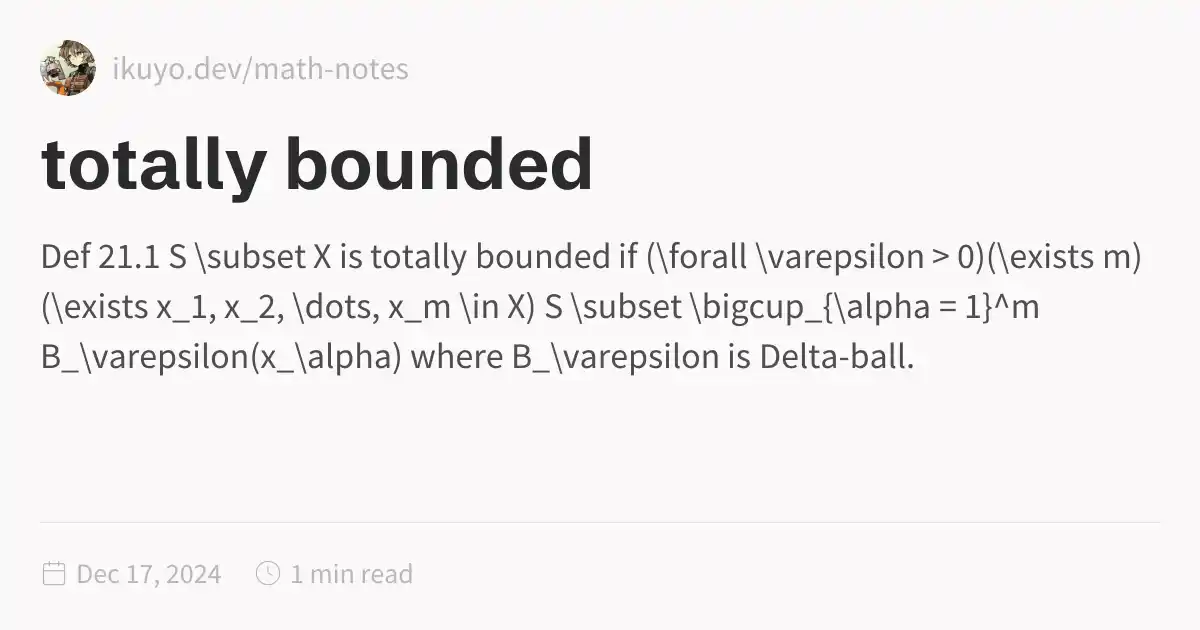 ikuyo.dev/math-notes
totally bounded
Def 21.1 S \subset X is totally bounded if (\forall \varepsilon > 0)(\exists m)
(\exists x_1, x_2, \dots, x_m \in X) S \subset \bigcup_{\alpha = 1}^m
B_\varepsilon(x_\alpha) where B_\varepsilon is Delta-ball.
Dec 17, 2024 1 min read